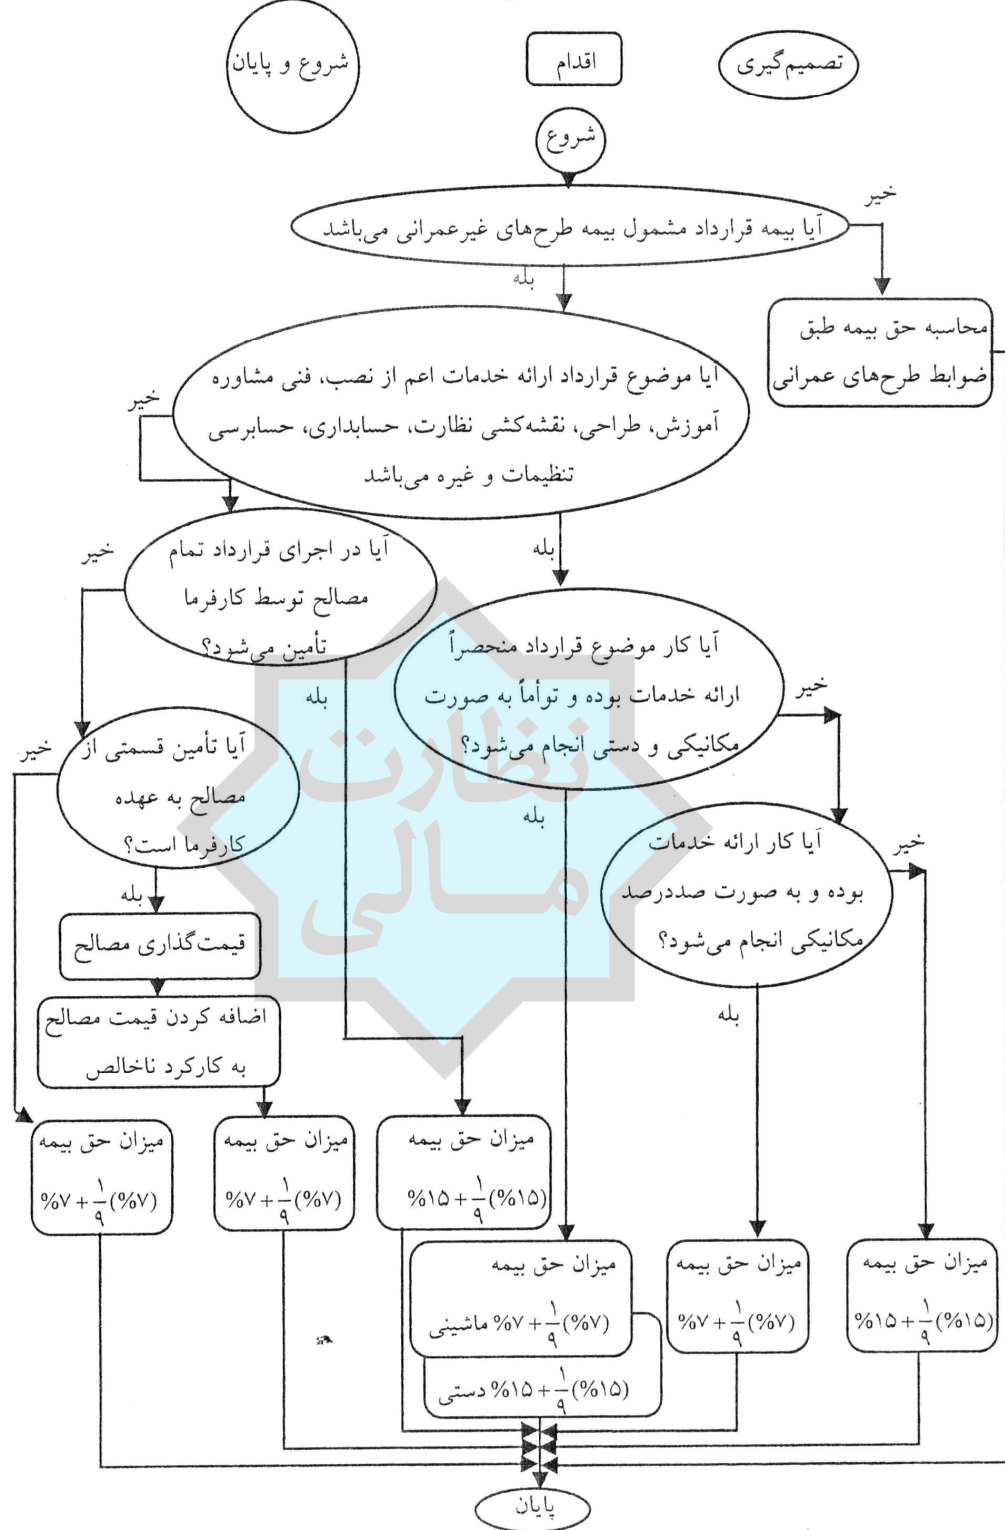 شروع و پایان
اقدام
تصمیم‌گیری
شروع
آیا بیمه قرارداد مشمول بیمه طرح‌های غیرعمرانی می‌باشد
خیر
بله
محاسبه حق بیمه طبق
ضوابط طرح‌های عمرانی
آیا موضوع قرارداد ارائه خدمات اعم از نصب، فنی مشاوره
آموزش، طراحی، نقشه‌کشی نظارت، حسابداری، حسابرسی
تنظیمات و غیره می‌باشد
خیر
بله
آیا در اجرای قرارداد تمام
مصالح توسط کارفرما
تأمین می‌شود؟
خیر
بله
آیا کار موضوع قرارداد منحصراً
ارائه خدمات بوده و توأماً به صورت
مکانیکی و دستی انجام می‌شود؟
خیر
بله
آیا تأمین قسمتی از
مصالح به عهده
کارفرما است؟
خیر
بله
آیا کار ارائه خدمات
بوده و به صورت صددرصد
مکانیکی انجام می‌شود؟
خیر
بله
قیمت‌گذاری مصالح
اضافه کردن قیمت مصالح
به کارکرد ناخالص
نظارت
مالی
میزان حق بیمه
%۷ + ۱/۹ (%۷)
میزان حق بیمه
%۷ + ۱/۹ (%۷)
میزان حق بیمه
%۱۵ + ۱/۹ (%۱۵)
میزان حق بیمه
%۷ + ۱/۹ (%۷) ماشینی
%۱۵ + ۱/۹ (%۱۵) دستی
میزان حق بیمه
%۷ + ۱/۹ (%۷)
میزان حق بیمه
%۱۵ + ۱/۹ (%۱۵)
پایان